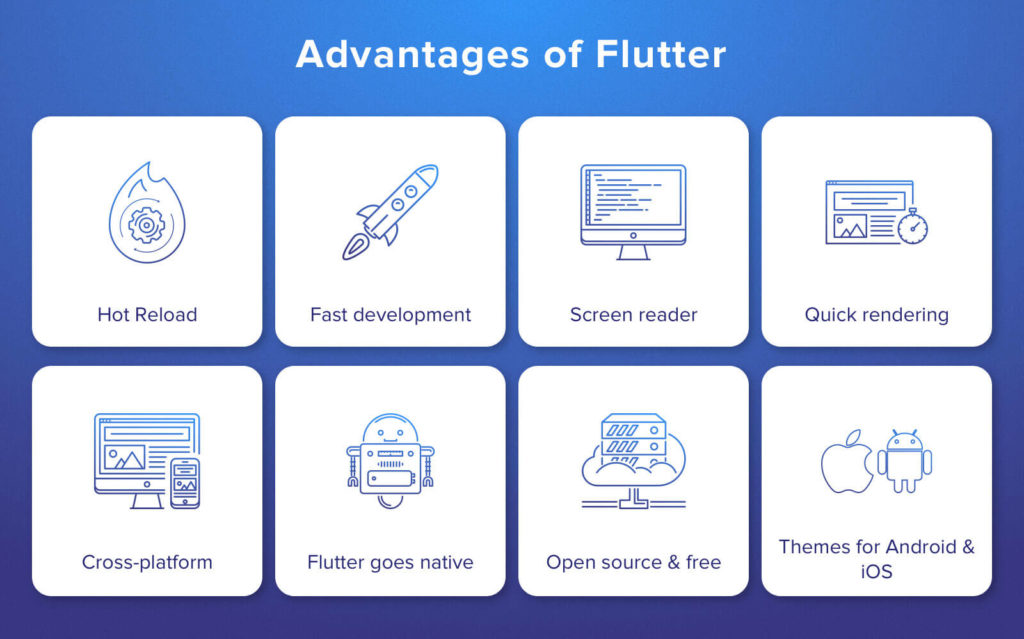 Advantages of Flutter
Hot Reload
Fast development
Screen reader
Quick rendering
Cross-platform
Flutter goes native
Open source & free
Themes for Android &
iOS